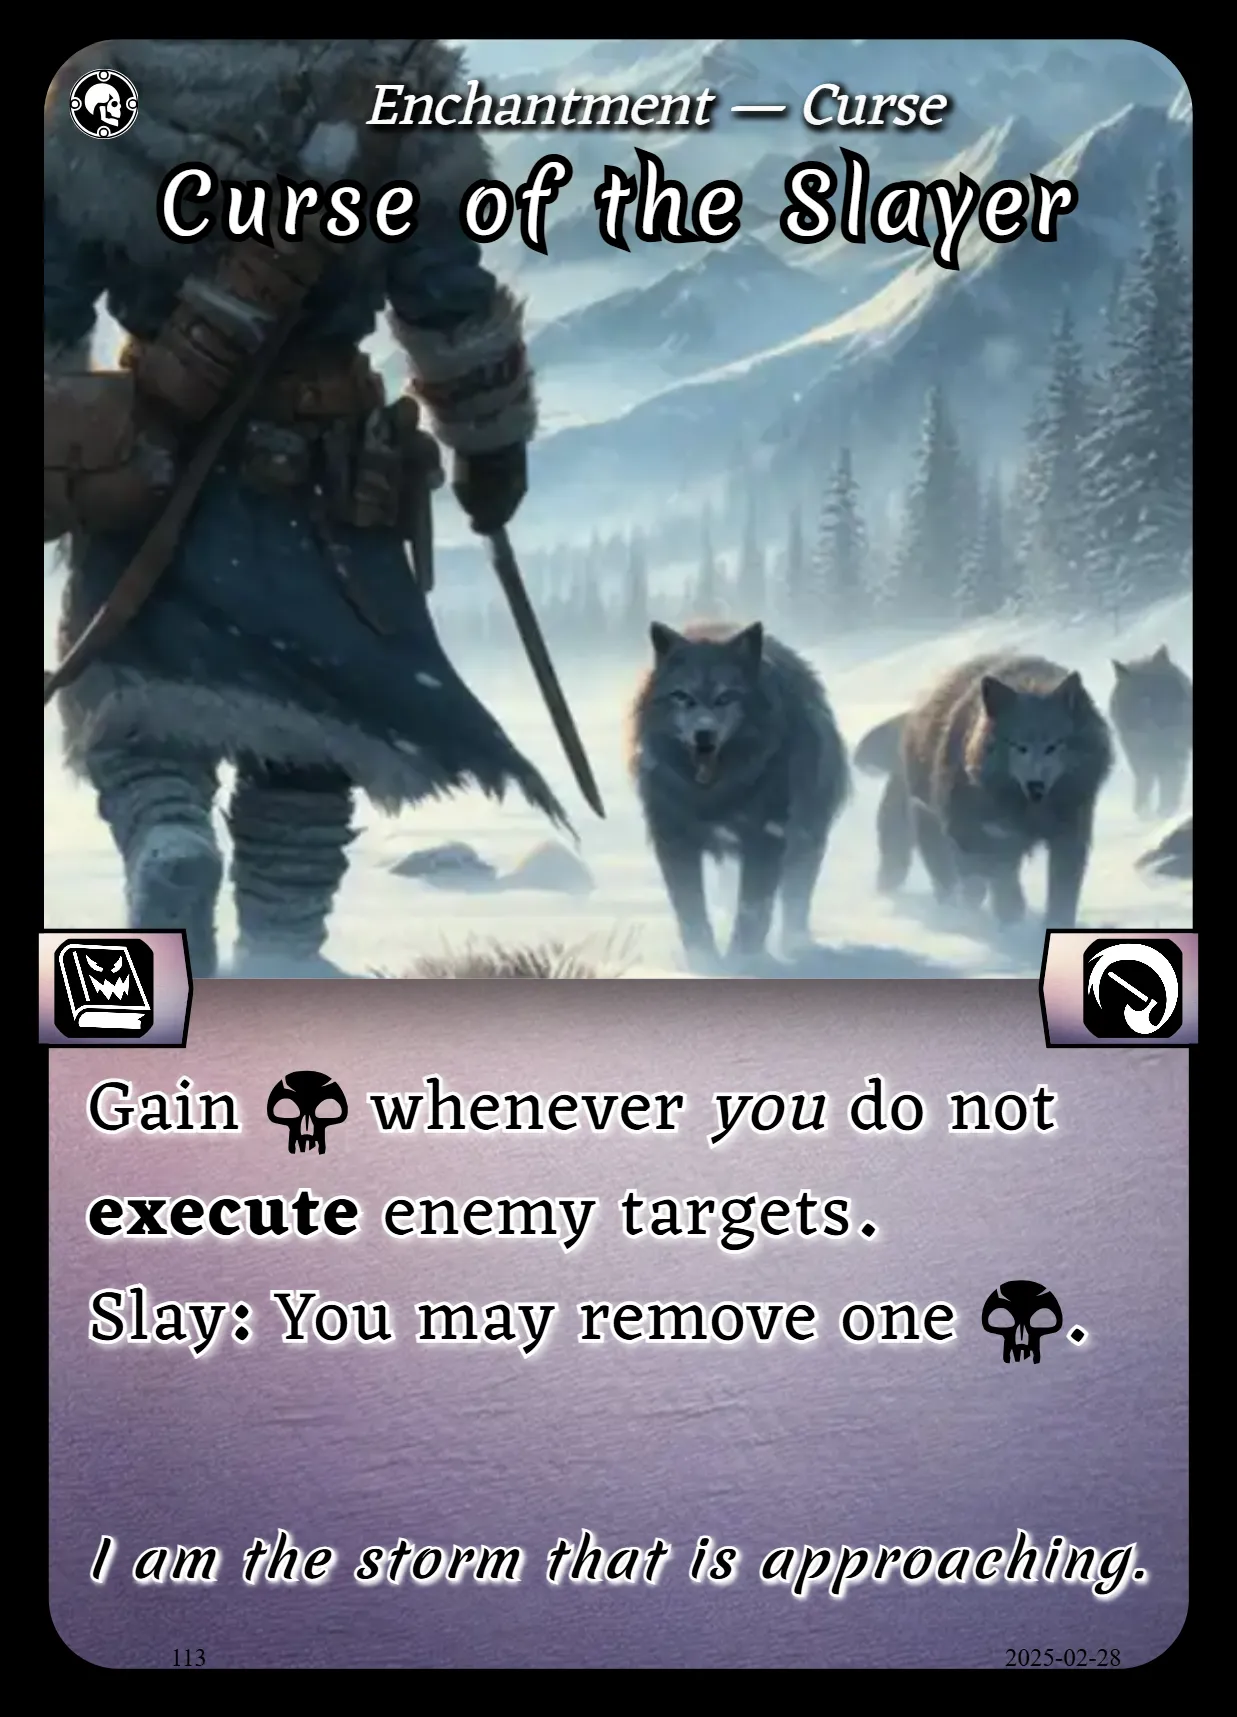 Enchantment — Curse
Curse of the Slayer
Gain whenever you do not
execute enemy targets.
Slay: You may remove one .
I am the storm that is approaching.
113
2025-02-28